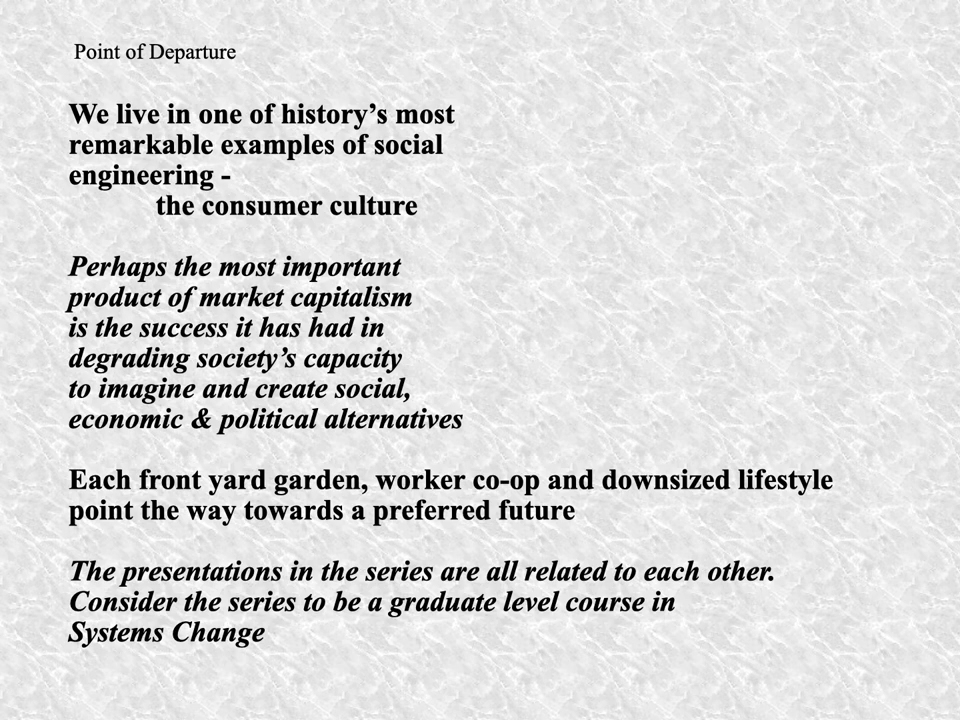 Point of Departure
We live in one of history’s most
remarkable examples of social
engineering -
the consumer culture
Perhaps the most important
product of market capitalism
is the success it has had in
degrading society’s capacity
to imagine and create social,
economic & political alternatives
Each front yard garden, worker co-op and downsized lifestyle
point the way towards a preferred future
The presentations in the series are all related to each other.
Consider the series to be a graduate level course in
Systems Change